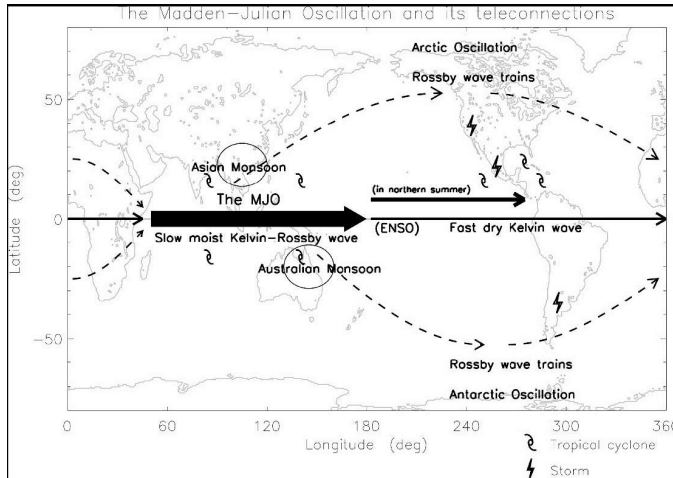 The Madden-Julian Oscillation and its teleconnections
Arctic Oscillation
Rossby wave trains
50
Asian Monsoon
(in northern summer)
The MJO
0
(ENSO) Fast dry Kelvin wave
Slow moist Kelvin-Rossby wave
Australian Monsoon
-50
Rossby wave trains
Antarctic Oscillation
Latitude (deg)
0 60 120 180 240 300 360
Longitude (deg)
Tropical cyclone
Storm